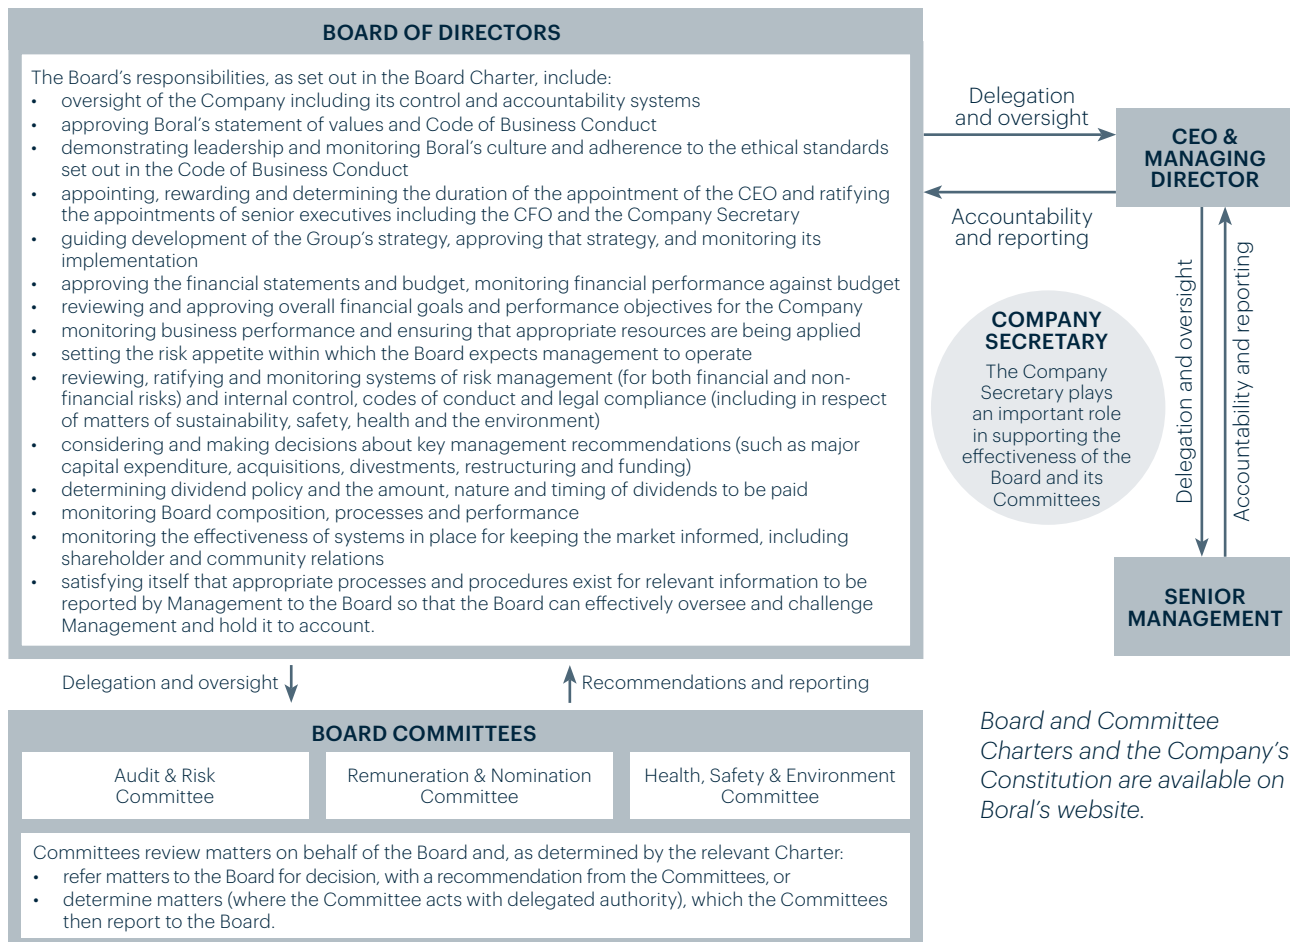 BOARD OF DIRECTORS
The Board's responsibilities, as set out in the Board Charter, include:
• oversight of the Company including its control and accountability systems
• approving Boral's statement of values and Code of Business Conduct
• demonstrating leadership and monitoring Boral's culture and adherence to the ethical standards
set out in the Code of Business Conduct
• appointing, rewarding and determining the duration of the appointment of the CEO and ratifying
the appointments of senior executives including the CFO and the Company Secretary
• guiding development of the Group's strategy, approving that strategy, and monitoring its
implementation
• approving the financial statements and budget, monitoring financial performance against budget
• reviewing and approving overall financial goals and performance objectives for the Company
• monitoring business performance and ensuring that appropriate resources are being applied
• setting the risk appetite within which the Board expects management to operate
• reviewing, ratifying and monitoring systems of risk management (for both financial and non-
financial risks) and internal control, codes of conduct and legal compliance (including in respect
of matters of sustainability, safety, health and the environment)
• considering and making decisions about key management recommendations (such as major
capital expenditure, acquisitions, divestments, restructuring and funding)
• determining dividend policy and the amount, nature and timing of dividends to be paid
• monitoring Board composition, processes and performance
• monitoring the effectiveness of systems in place for keeping the market informed, including
shareholder and community relations
• satisfying itself that appropriate processes and procedures exist for relevant information to be
reported by Management to the Board so that the Board can effectively oversee and challenge
Management and hold it to account.
Delegation
and oversight
CEO &
MANAGING
DIRECTOR
Accountability
and reporting
COMPANY
SECRETARY
The Company
Secretary plays
an important role
in supporting the
effectiveness of the
Board and its
Committees
Delegation and oversight
Accountability and reporting
SENIOR
MANAGEMENT
Delegation and oversight
Recommendations and reporting
BOARD COMMITTEES
Audit & Risk
Committee
Remuneration & Nomination
Committee
Health, Safety & Environment
Committee
Committees review matters on behalf of the Board and, as determined by the relevant Charter:
• refer matters to the Board for decision, with a recommendation from the Committees, or
• determine matters (where the Committee acts with delegated authority), which the Committees
then report to the Board.
Board and Committee
Charters and the Company's
Constitution are available on
Boral's website.